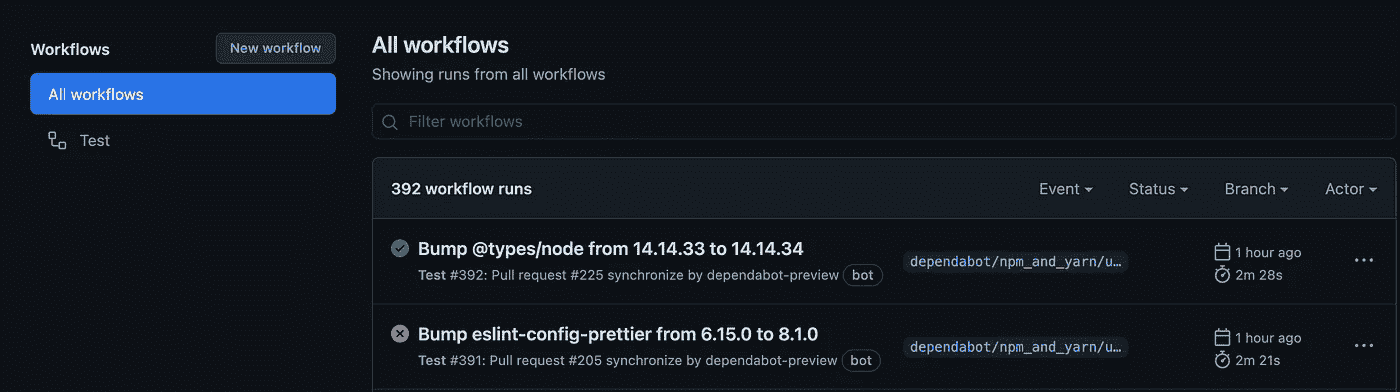 Workflows
New workflow
All workflows
Test
All workflows
Showing runs from all workflows
Filter workflows
392 workflow runs
Event
Status
Branch
Actor
Bump @types/node from 14.14.33 to 14.14.34
Test #392: Pull request #225 synchronize by dependabot-preview bot
dependabot/npm_and_yarn/u…
1 hour ago
2m 28s
Bump eslint-config-prettier from 6.15.0 to 8.1.0
Test #391: Pull request #205 synchronize by dependabot-preview bot
dependabot/npm_and_yarn/u…
1 hour ago
2m 21s